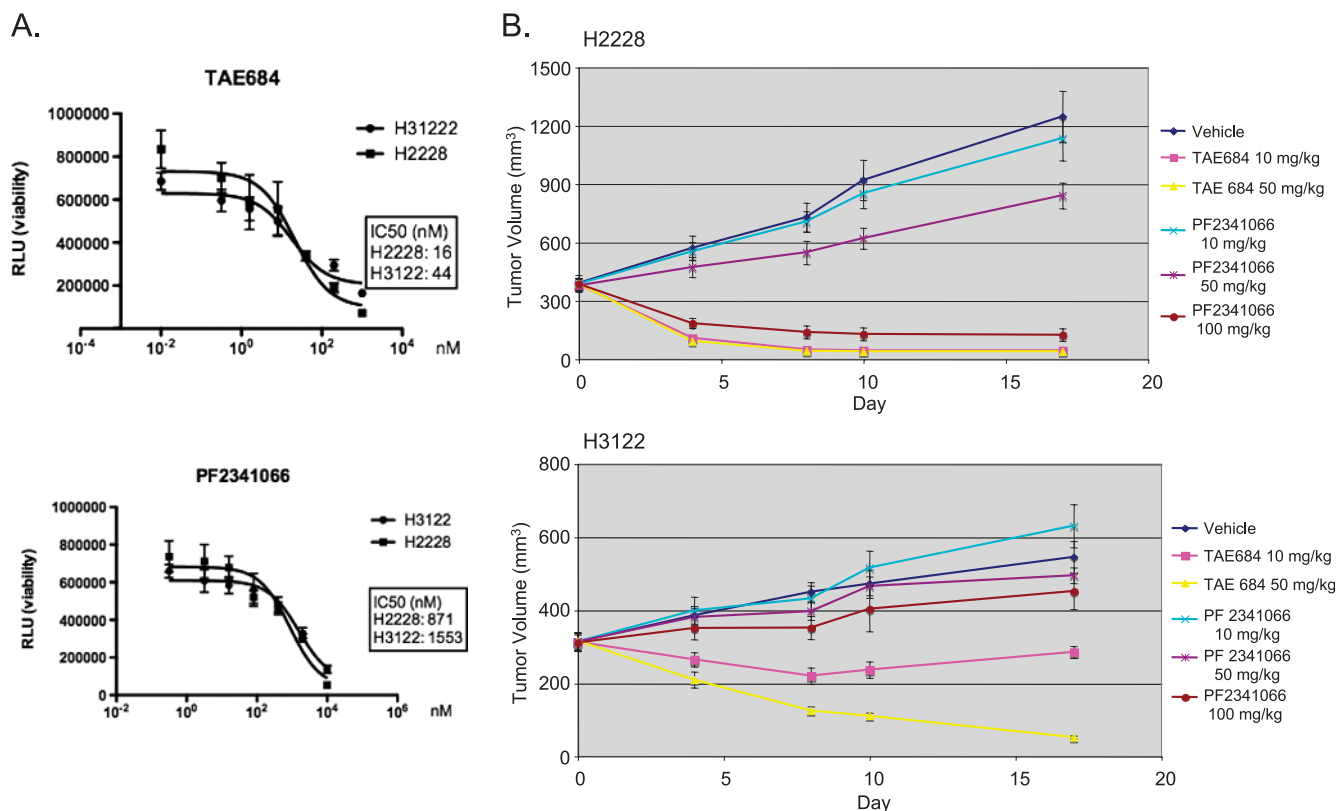 A.
TAE684
1000000
800000
600000
400000
200000
0
RLU (viability)
H31222
H2228
IC50 (nM)
H2228: 16
H3122: 44
10-4
10-2
100
102
104
nM
PF2341066
1000000
800000
600000
400000
200000
0
RLU (viability)
H3122
H2228
IC50 (nM)
H2228: 871
H3122: 1553
10-2
100
102
104
106
nM
B.
H2228
1500
1200
900
600
300
0
Tumor Volume (mm3)
0
5
10
15
20
Day
Vehicle
TAE684 10 mg/kg
TAE 684 50 mg/kg
PF2341066
10 mg/kg
PF2341066
50 mg/kg
PF2341066
100 mg/kg
H3122
800
600
400
200
0
Tumor Volume (mm3)
0
5
10
15
20
Day
Vehicle
TAE684 10 mg/kg
TAE 684 50 mg/kg
PF 2341066
10 mg/kg
PF 2341066
50 mg/kg
PF2341066
100 mg/kg